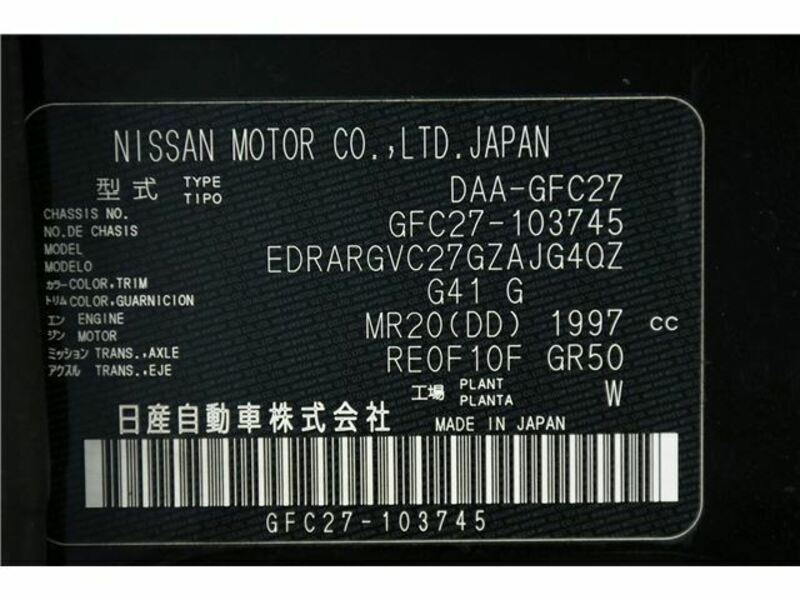 NISSAN MOTOR CO.,LTD.JAPAN
型式 TYPE TIPO DAA-GFC27
CHASSIS NO.
NO.DE CHASIS GFC27-103745
MODEL
MODELO EDRARGVC27GZAJG4QZ
カラー COLOR,TRIM
トリム COLOR,GUARNICION G41 G
エン ENGINE
ジン MOTOR MR20(DD) 1997 CC
ミッション TRANS.,AXLE
アクスル TRANS.,EJE RE0F10F GR50
工場 PLANT PLANTA W
日産自動車株式会社 MADE IN JAPAN
GFC27-103745